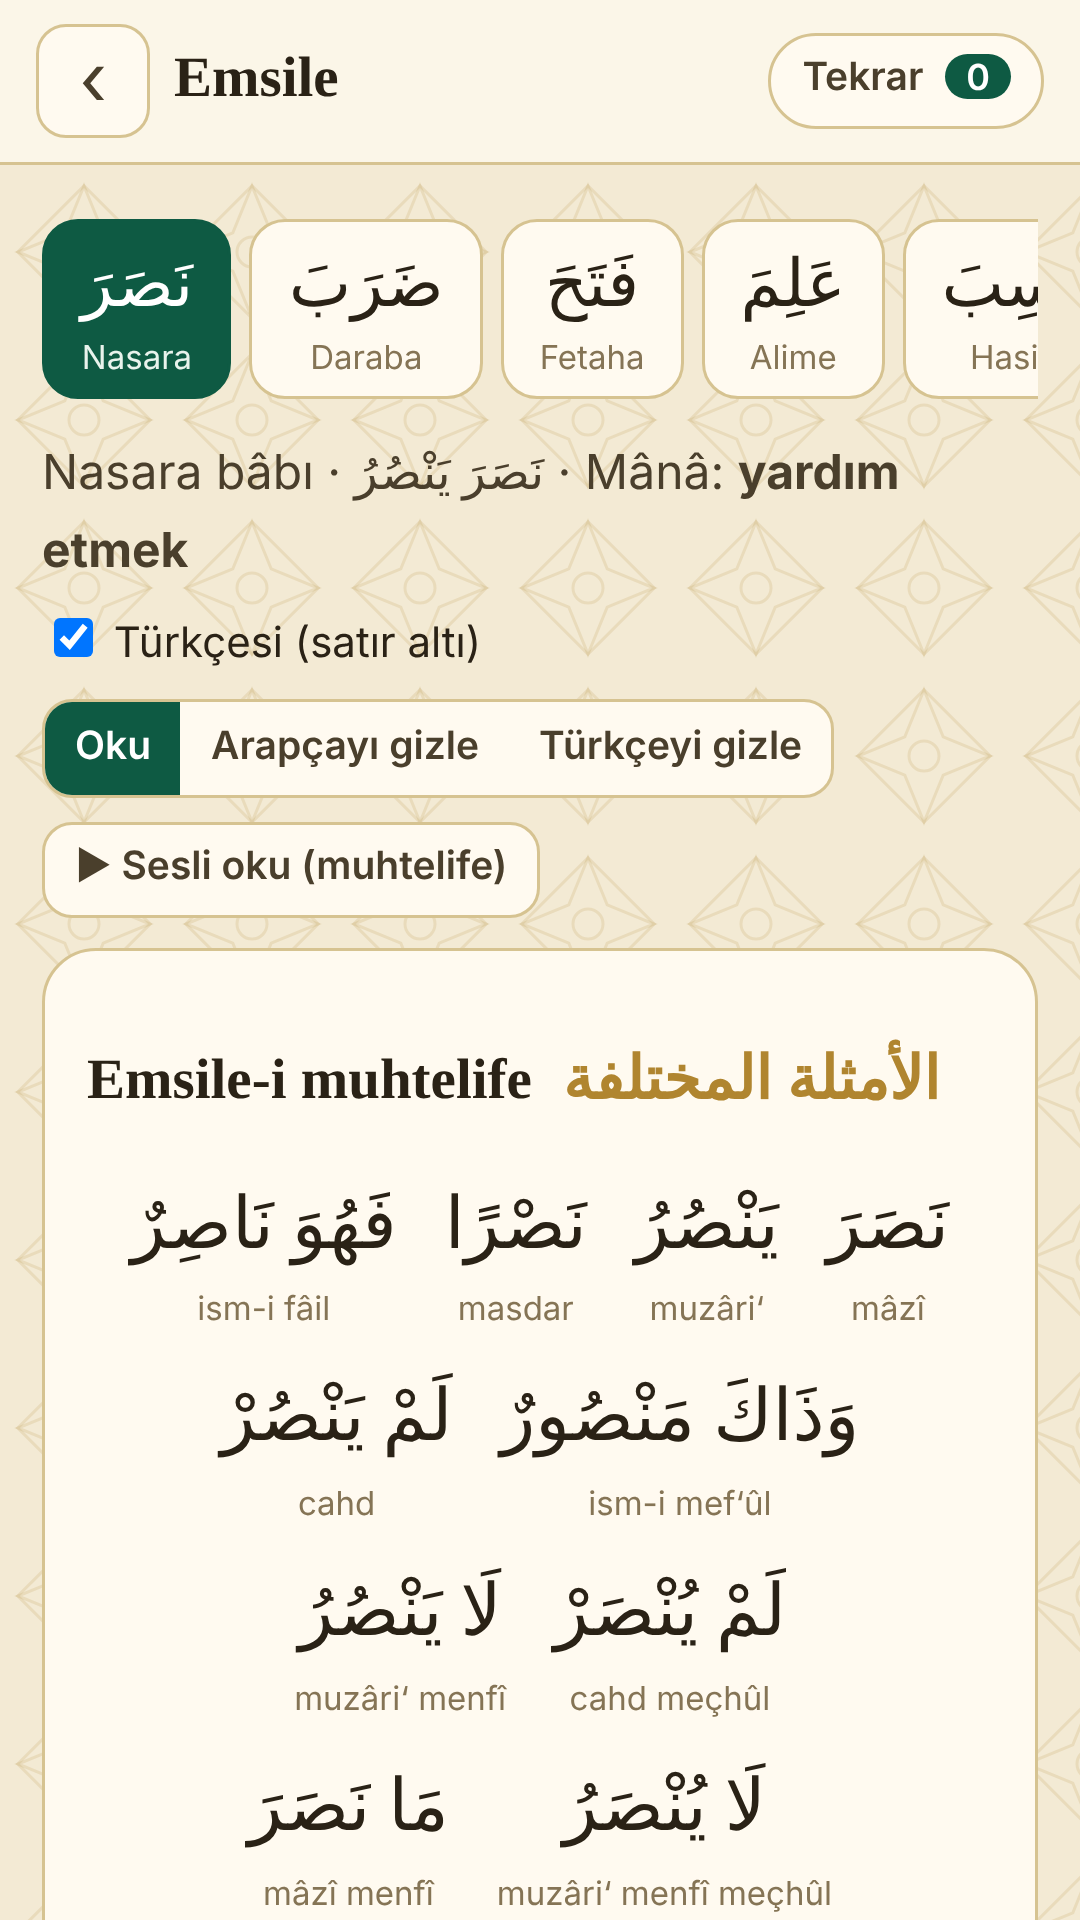 ‹ Emsile Tekrar 0
نَصَرَ ضَرَبَ فَتَحَ عَلِمَ
Nasara Daraba Fetaha Alime Hasi
Nasara bâbı · نَصَرَ يَنْصُرُ · Mânâ: yardım
etmek
Türkçesi (satır altı)
Oku Arapçayı gizle Türkçeyi gizle
▶ Sesli oku (muhtelife)
Emsile-i muhtelife الأمثلة المختلفة
نَصَرَ يَنْصُرُ نَصْرًا فَهُوَ نَاصِرٌ
mâzî muzâri‘ masdar ism-i fâil
وَذَاكَ مَنْصُورٌ لَمْ يَنْصُرْ
ism-i mef‘ûl cahd
لَمْ يُنْصَرْ لَا يَنْصُرُ
cahd meçhûl muzâri‘ menfî
لَا يُنْصَرُ مَا نَصَرَ
muzâri‘ menfî meçhûl mâzî menfî